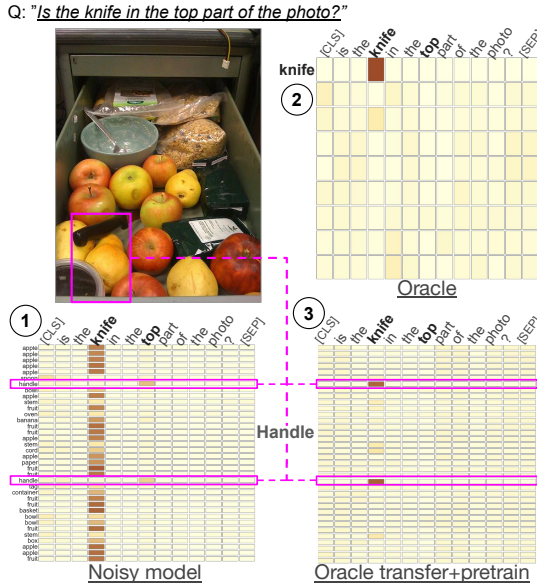 Q: "Is the knife in the top part of the photo?"
[CLS] is the knife in the top part of the photo ? [SEP]
knife
2
Oracle
1
[CLS] is the knife in the top part of the photo ? [SEP]
apple
apple
apple
apple
apple
spoon
handle
bowl
apple
stem
fruit
oven
banana
fruit
fruit
apple
stem
cord
apple
paper
fruit
fruit
handle
tag
container
fruit
fruit
basket
bowl
bowl
fruit
stem
box
apple
apple
fruit
Noisy model
Handle
3
[CLS] is the knife in the top part of the photo ? [SEP]
Oracle transfer+pretrain